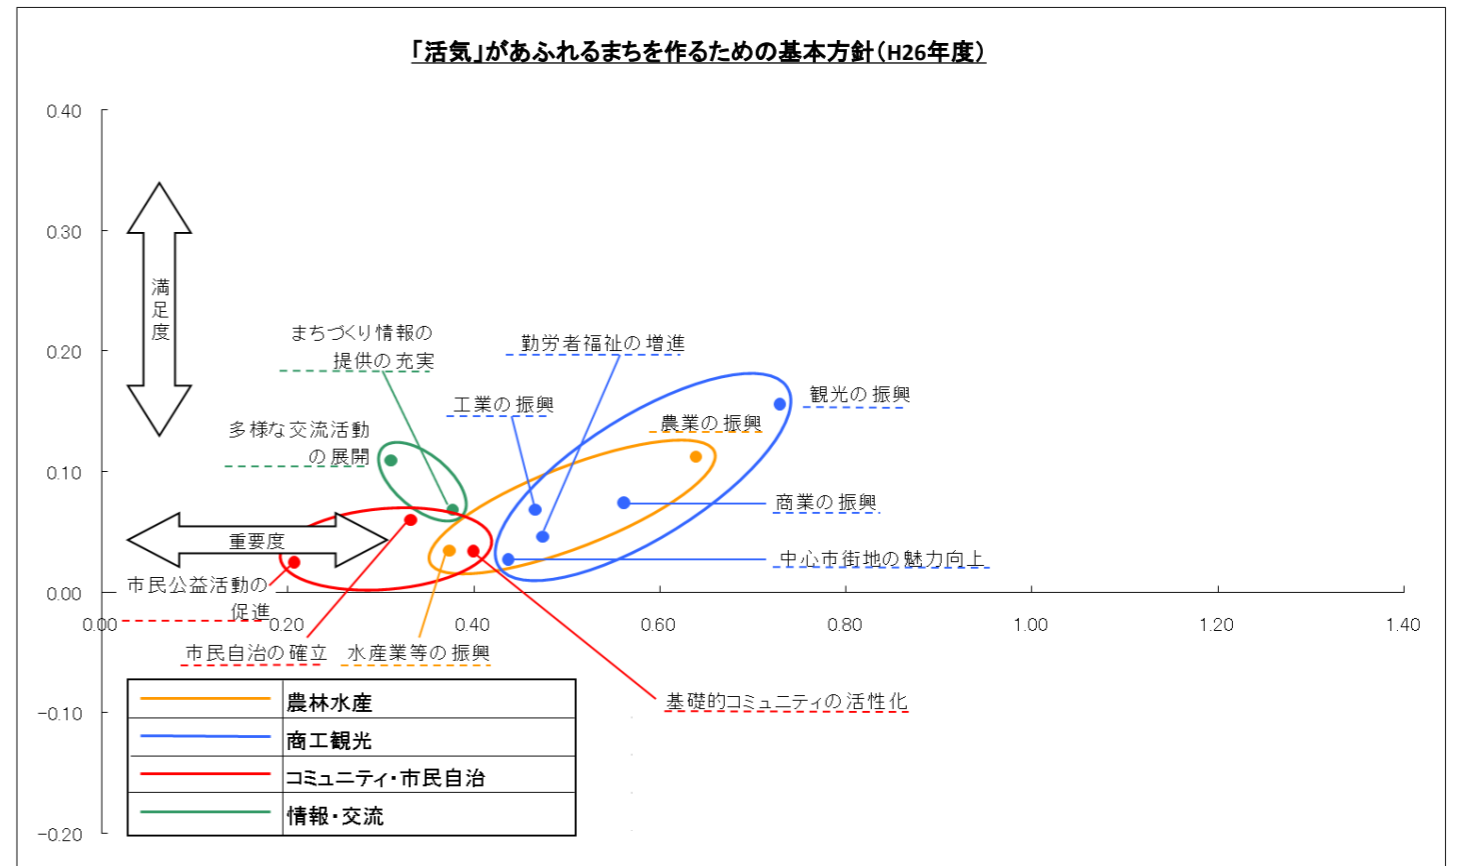 「活気」があふれるまちを作るための基本方針（H26年度）
0.40
0.30
0.20
0.10
0.00
-0.10
-0.20
0.00
0.20
0.40
0.60
0.80
1.00
1.20
1.40
満足度
重要度
まちづくり情報の
提供の充実
勤労者福祉の増進
工業の振興
観光の振興
農業の振興
多様な交流活動
の展開
商業の振興
中心市街地の魅力向上
市民公益活動の
促進
市民自治の確立
水産業等の振興
基礎的コミュニティの活性化
農林水産
商工観光
コミュニティ・市民自治
情報・交流